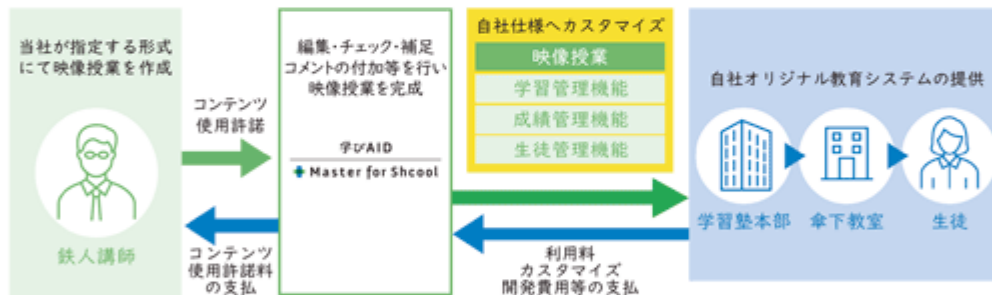 当社が指定する形式
にて映像授業を作成
鉄人講師
コンテンツ
使用許諾
コンテンツ
使用許諾料
の支払
編集・チェック・補足
コメントの付加等を行い
映像授業を完成
学びAID
Master for Shcool
自社仕様へカスタマイズ
映像授業
学習管理機能
成績管理機能
生徒管理機能
利用料
カスタマイズ
開発費用等の支払
自社オリジナル教育システムの提供
学習塾本部
傘下教室
生徒